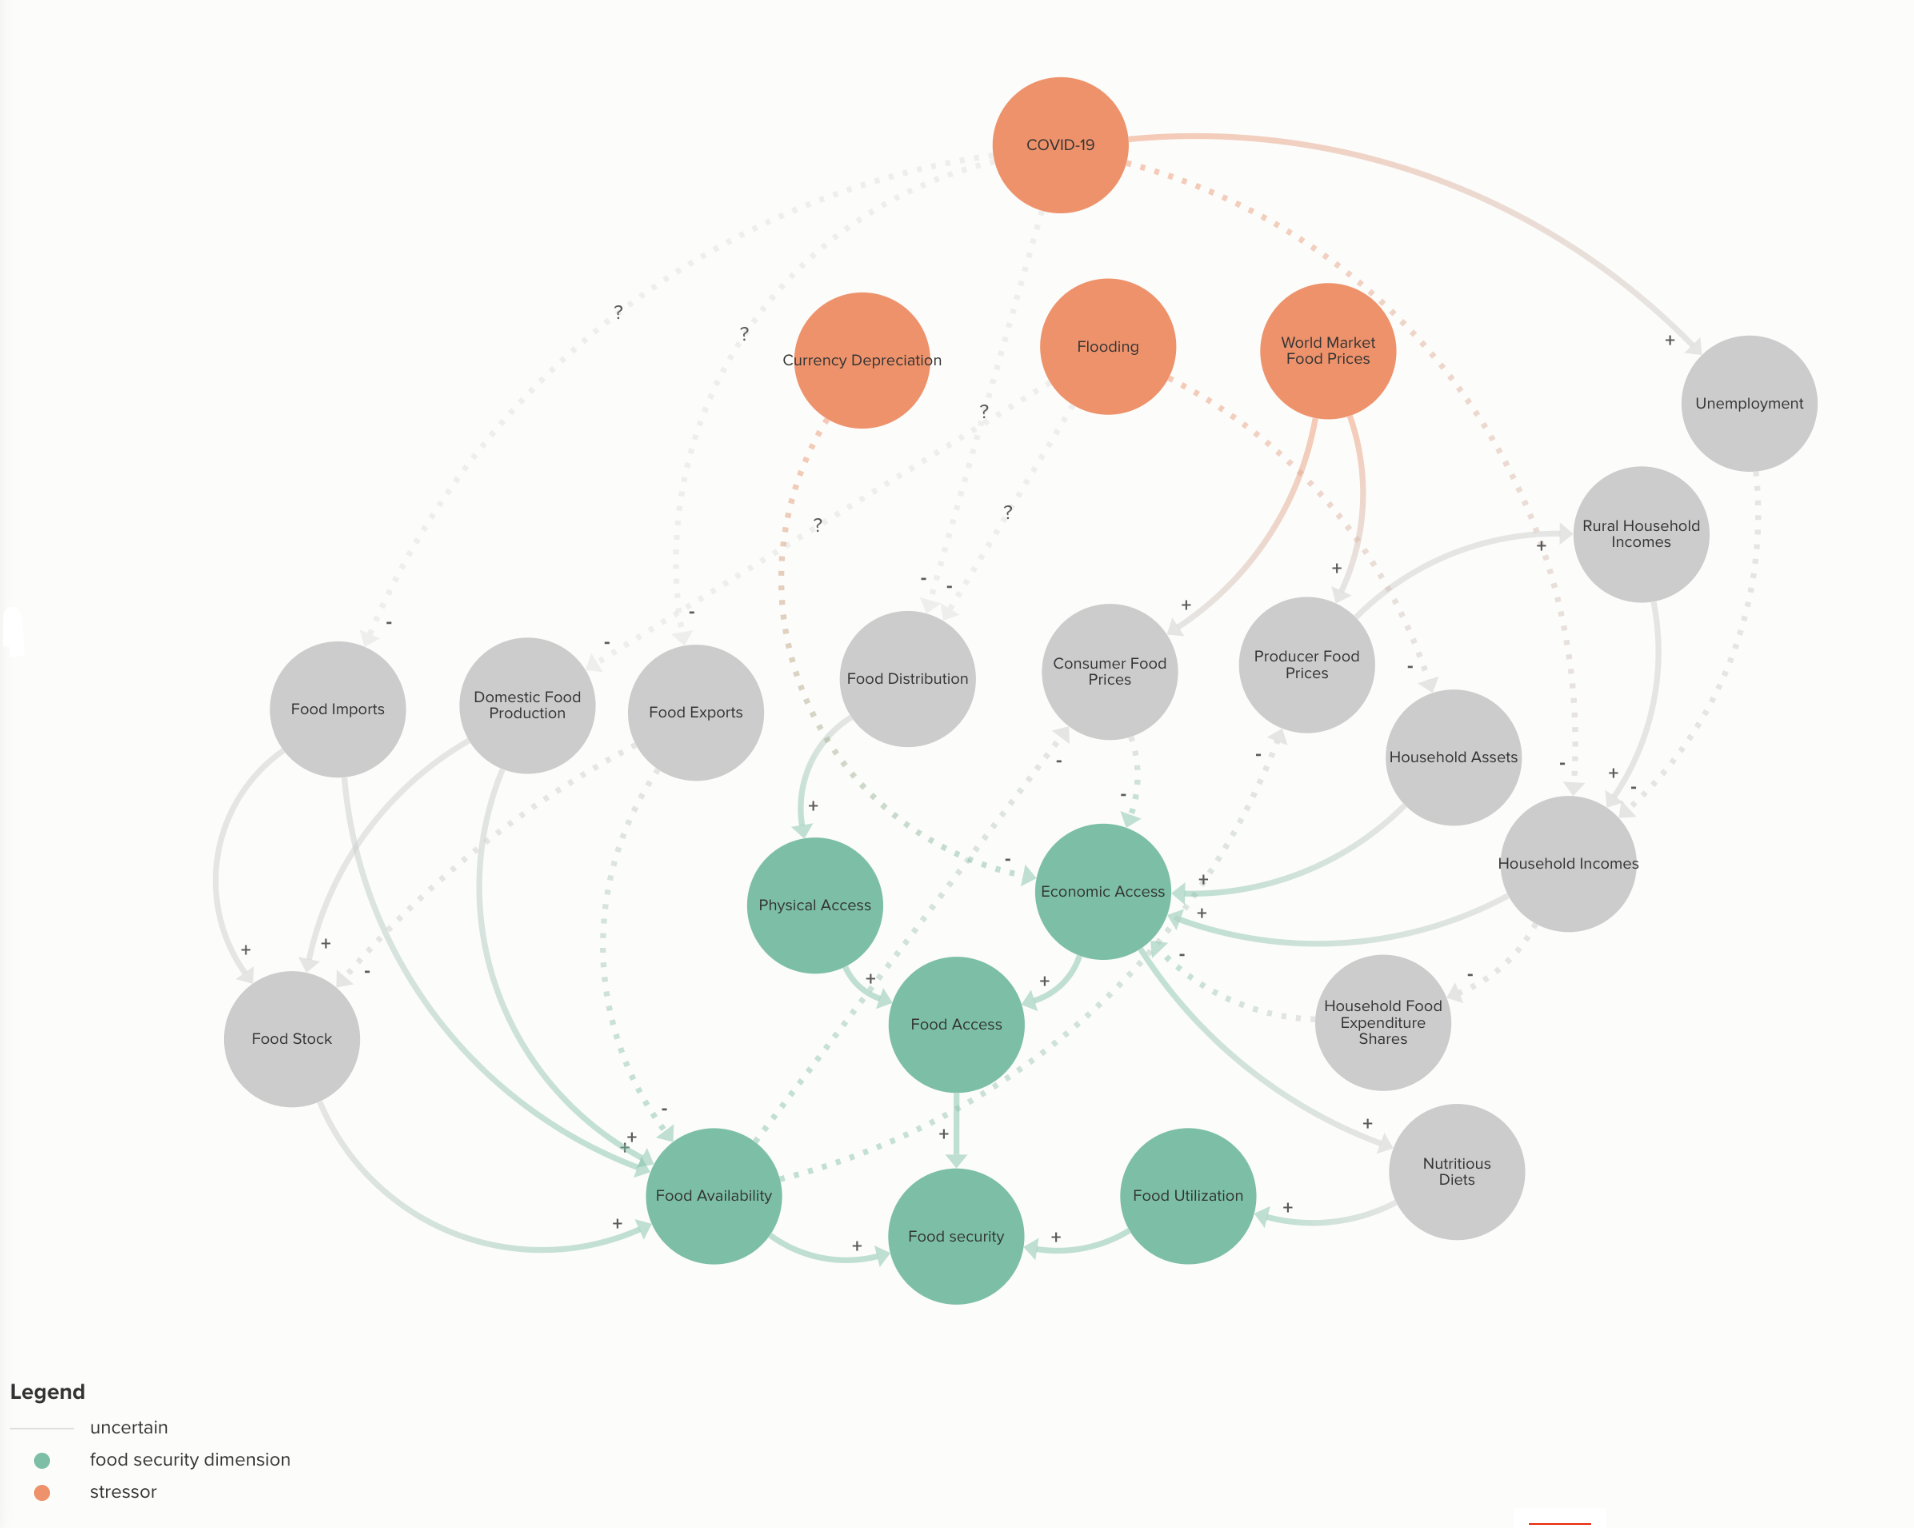 COVID-19
?
?
Currency Depreciation
Flooding
World Market
Food Prices
+
Unemployment
?
?
?
Rural Household
Incomes
+
+
+
-
-
-
-
-
Food Imports
Domestic Food
Production
Food Exports
Food Distribution
Consumer Food
Prices
Producer Food
Prices
-
Household Assets
-
-
-
+
-
-
+
-
Household Incomes
+
Physical Access
Economic Access
+
+
+
-
-
+
+
-
-
Household Food
Expenditure
Shares
Food Stock
Food Access
-
+
+
+
+
Nutritious
Diets
Food Availability
Food Utilization
+
+
+
+
Food security
Legend
uncertain
food security dimension
stressor